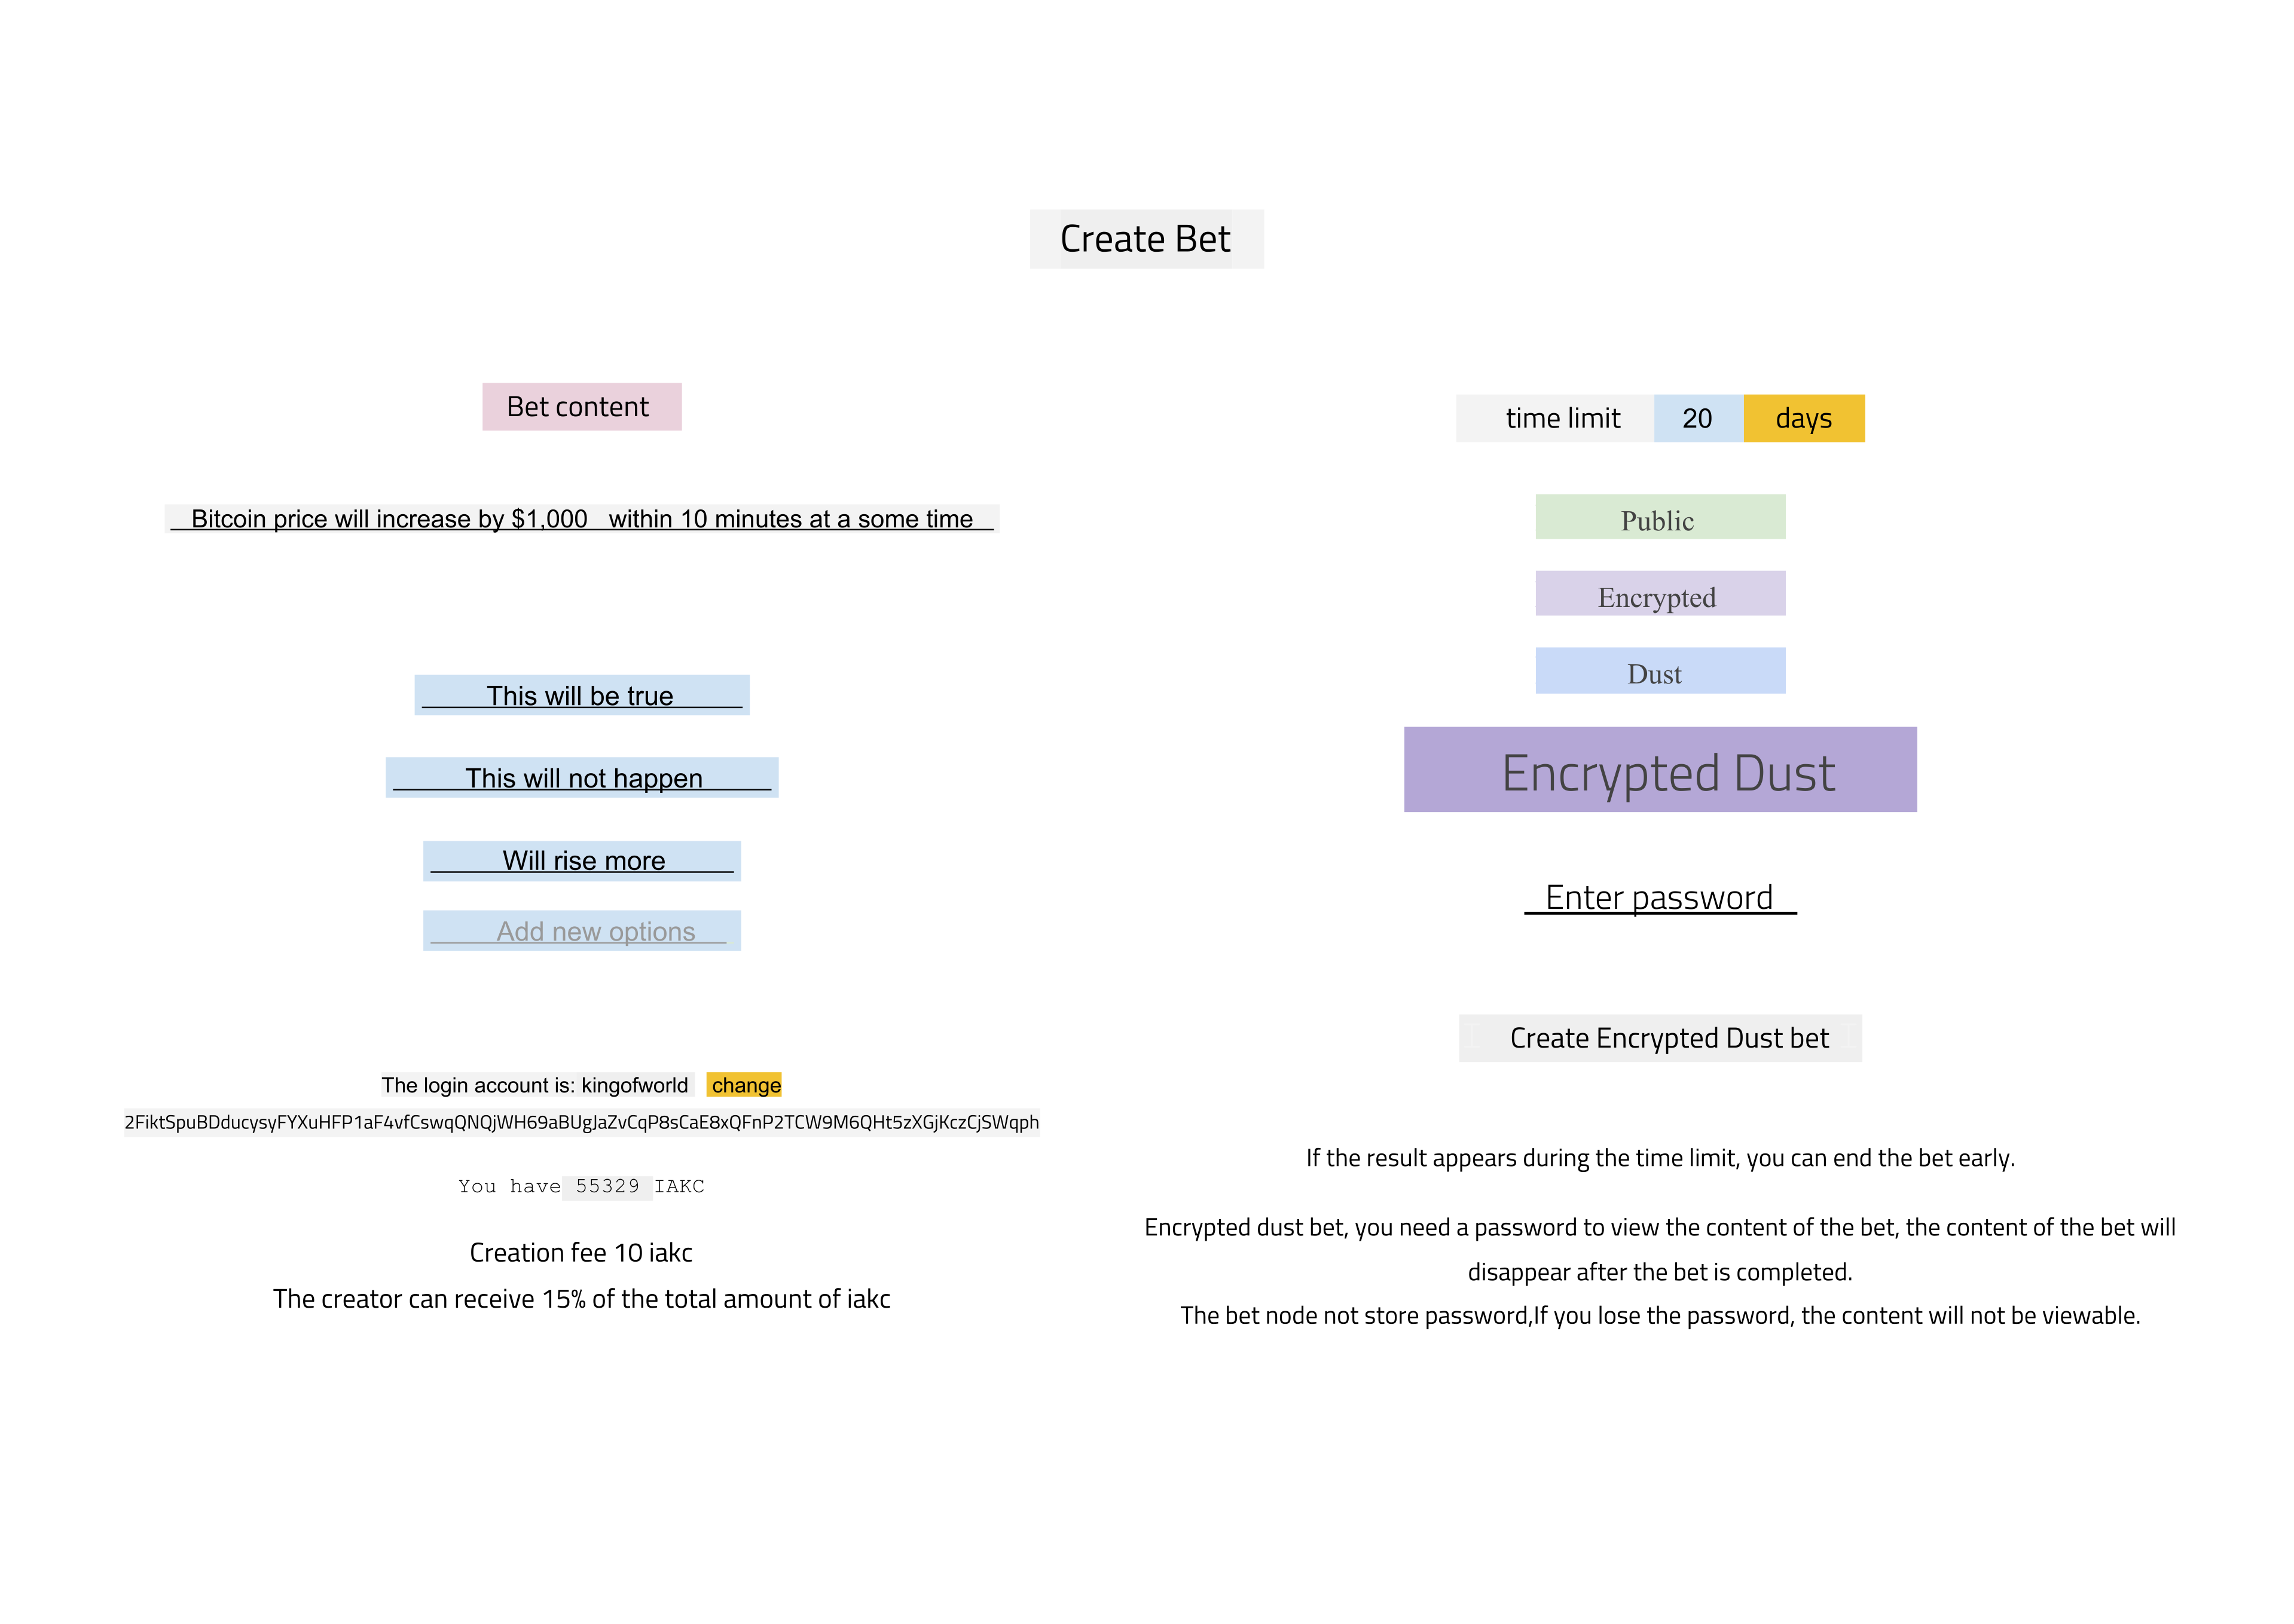 Create Bet
Bet content
Bitcoin price will increase by $1,000 within 10 minutes at a some time
This will be true
This will not happen
Will rise more
Add new options
The login account is: kingofworld change
2FiktSpuBDducysyFYXuHFP1aF4vfCswqQNQjWH69aBUgJaZvCqP8sCaE8xQFnP2TCW9M6QHt5zXGjKczCjSWqph
You have 55329 IAKC
Creation fee 10 iakc
The creator can receive 15% of the total amount of iakc
time limit 20 days
Public
Encrypted
Dust
Encrypted Dust
Enter password
Create Encrypted Dust bet
If the result appears during the time limit, you can end the bet early.
Encrypted dust bet, you need a password to view the content of the bet, the content of the bet will
disappear after the bet is completed.
The bet node not store password,If you lose the password, the content will not be viewable.